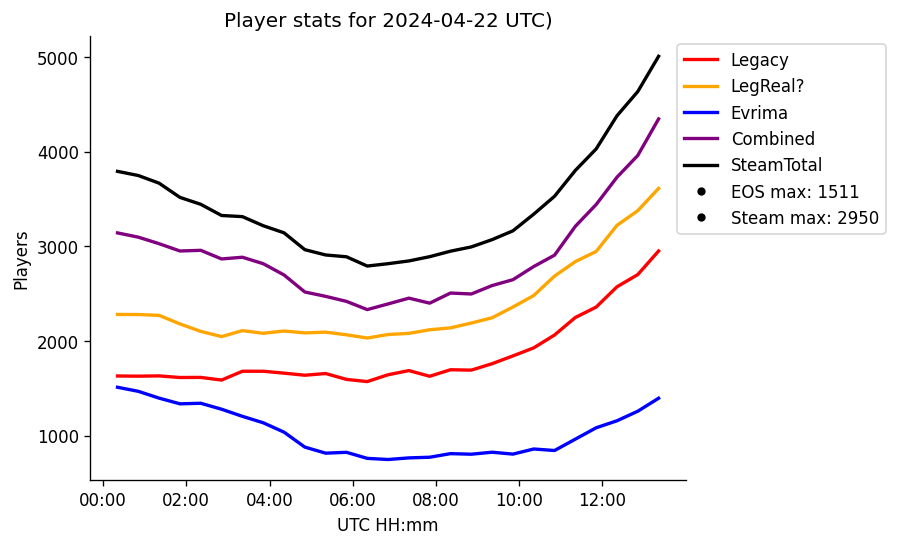 Player stats for 2024-04-22 UTC)
5000
4000
3000
2000
1000
Players
00:00 02:00 04:00 06:00 08:00 10:00 12:00
UTC HH:mm
Legacy
LegReal?
Evrima
Combined
SteamTotal
EOS max: 1511
Steam max: 2950